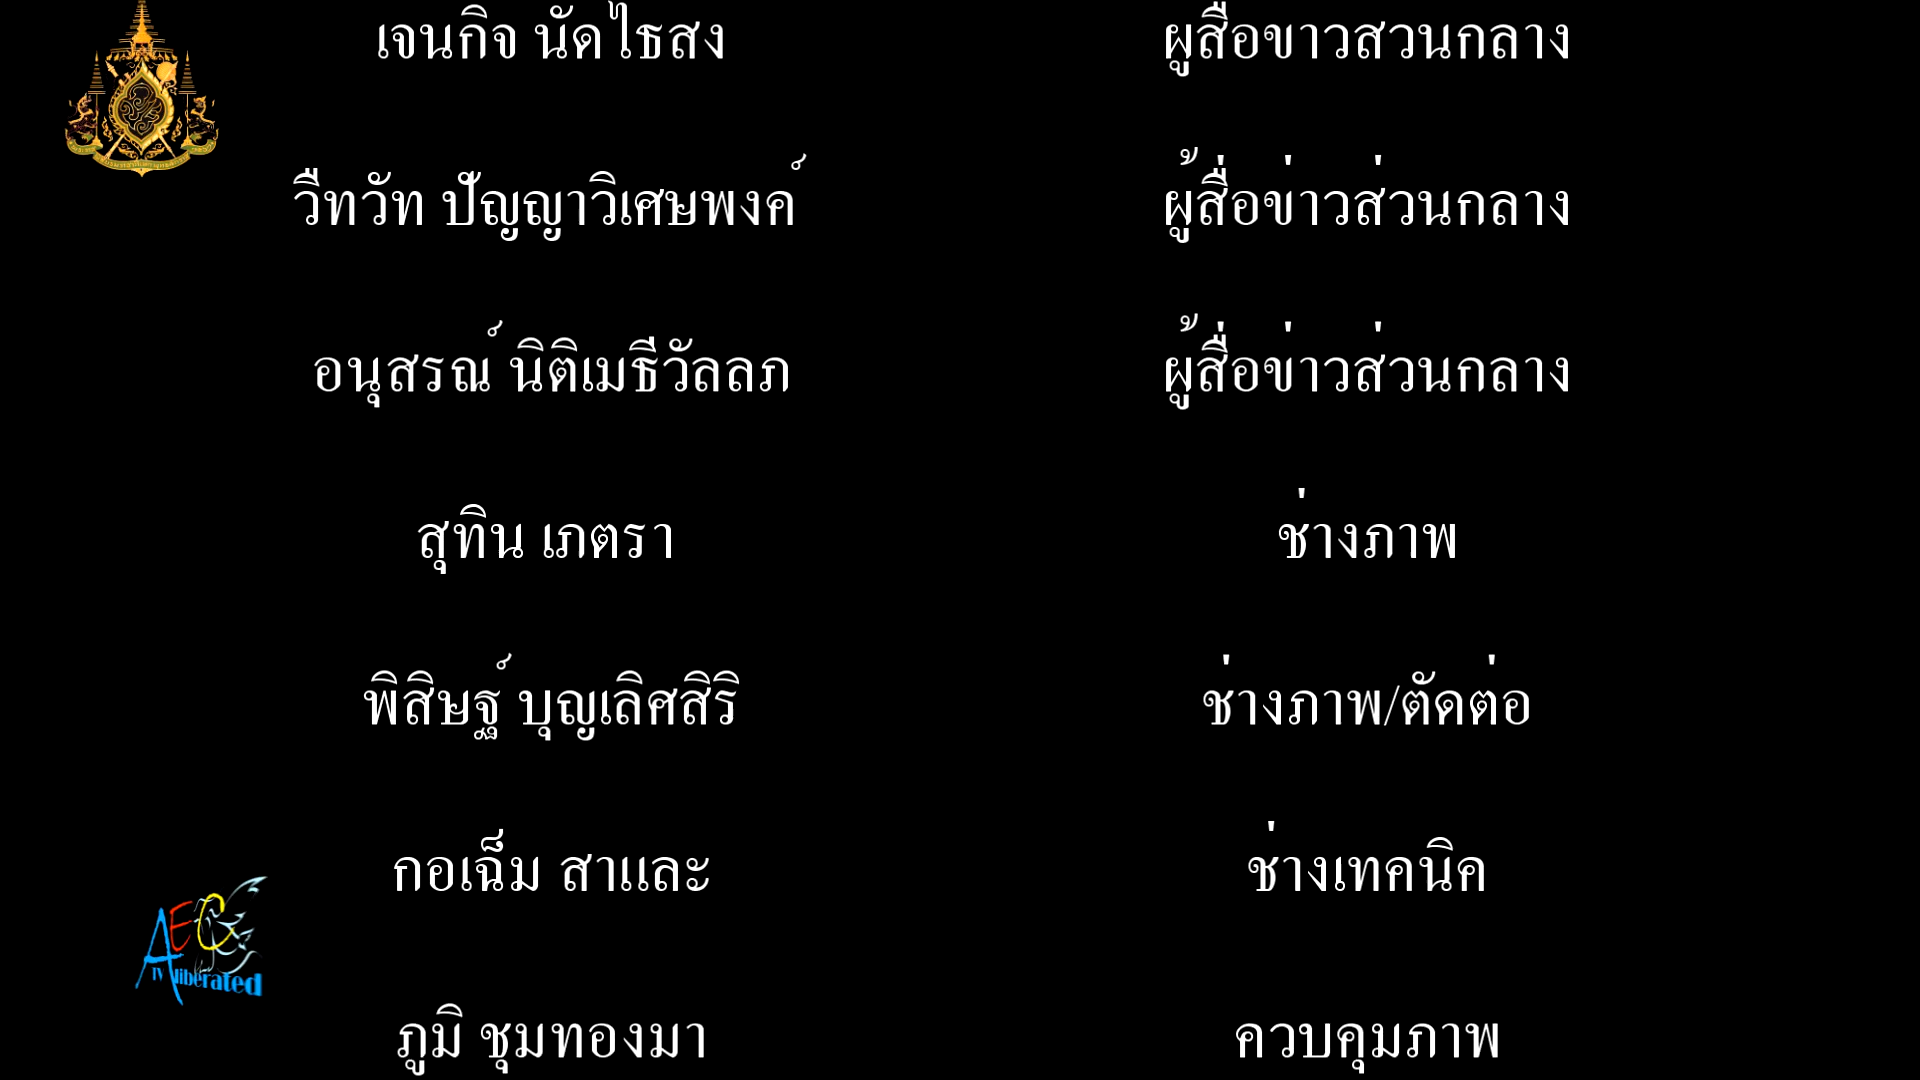 เจนกิจ นัดไธสง ผู้สื่อข่าวส่วนกลาง
วีทวัท ปัญญาวิเศษพงค์ ผู้สื่อข่าวส่วนกลาง
อนุสรณ์ นิติเมธีวัลลภ ผู้สื่อข่าวส่วนกลาง
สุทิน เภตรา ช่างภาพ
พิสิษฐ์ บุญเลิศสิริ ช่างภาพ/ตัดต่อ
กอเฉ็ม สาและ ช่างเทคนิค
AEC
TV liberated
ภูมิ ชุมทองมา ควบคุมภาพ